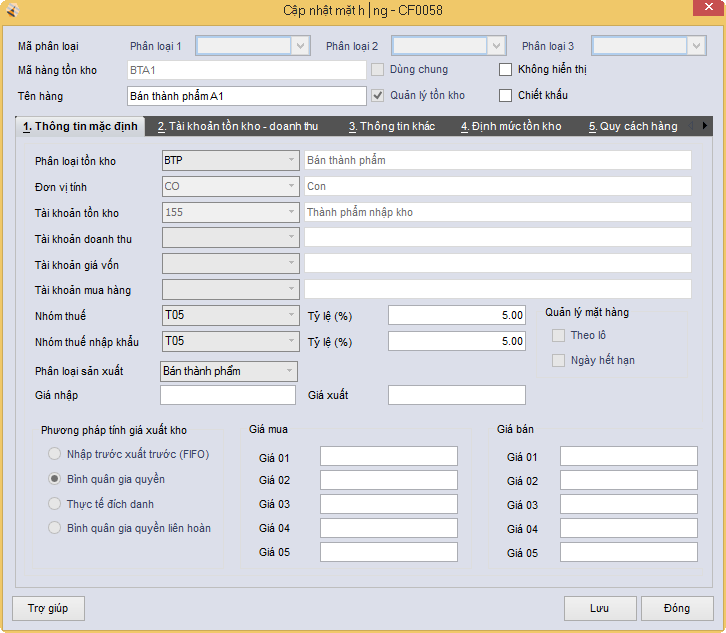 Cập nhật mặt h│ng - CF0058
Mã phân loại Phân loại 1 Phân loại 2 Phân loại 3
Mã hàng tồn kho BTA1 Dùng chung Không hiển thị
Tên hàng Bán thành phẩm A1 Quản lý tồn kho Chiết khấu
1. Thông tin mặc định 2. Tài khoản tồn kho - doanh thu 3. Thông tin khác 4. Định mức tồn kho 5. Quy cách hàng
Phân loại tồn kho BTP Bán thành phẩm
Đơn vị tính CO Con
Tài khoản tồn kho 155 Thành phẩm nhập kho
Tài khoản doanh thu
Tài khoản giá vốn
Tài khoản mua hàng
Nhóm thuế T05 Tỷ lệ (%) 5.00 Quản lý mặt hàng
Theo lô
Nhóm thuế nhập khẩu T05 Tỷ lệ (%) 5.00
Ngày hết hạn
Phân loại sản xuất Bán thành phẩm
Giá nhập Giá xuất
Phương pháp tính giá xuất kho Giá mua Giá bán
Nhập trước xuất trước (FIFO) Giá 01 Giá 01
Bình quân gia quyền Giá 02 Giá 02
Thực tế đích danh Giá 03 Giá 03
Bình quân gia quyền liên hoàn Giá 04 Giá 04
Giá 05 Giá 05
Trợ giúp Lưu Đóng